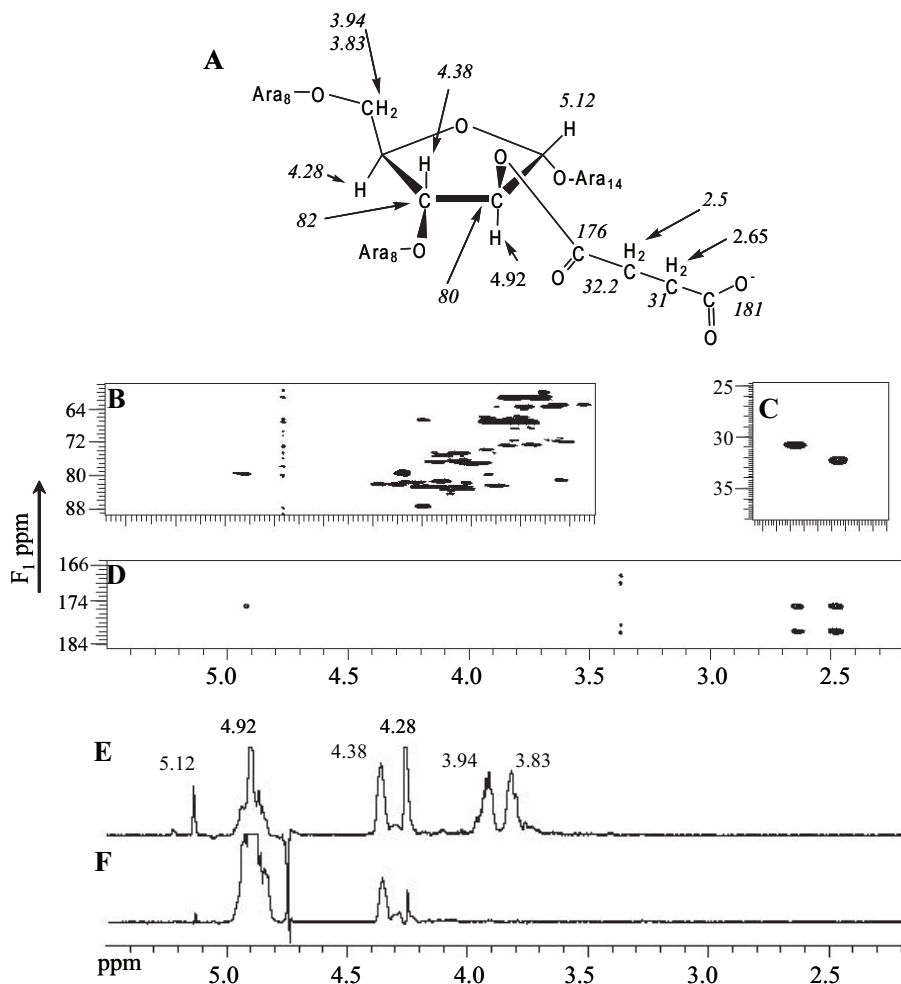 3.94
3.83
A
4.38
5.12
Ara8–O
CH2
O
H
H
O
O-Ara14
4.28
H
C
C
82
Ara8–O
H
4.92
80
176
C
O
2.5
H2
C
32.2
2.65
H2
C
31
C
O-
181
O
B
64
72
80
88
C
25
30
35
F1 ppm
D
166
174
184
5.0 4.5 4.0 3.5 3.0 2.5
E
5.12
4.92
4.38
4.28
3.94
3.83
F
ppm 5.0 4.5 4.0 3.5 3.0 2.5